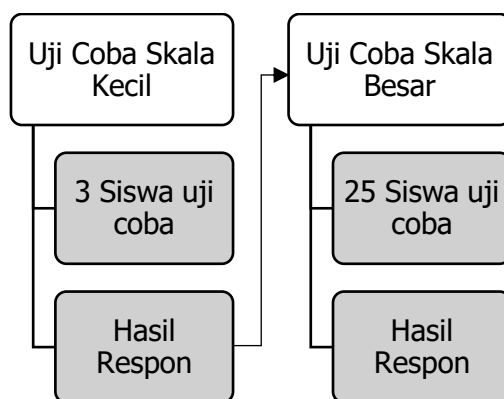 Uji Coba Skala
Kecil
3 Siswa uji
coba
Hasil
Respon
Uji Coba Skala
Besar
25 Siswa uji
coba
Hasil
Respon